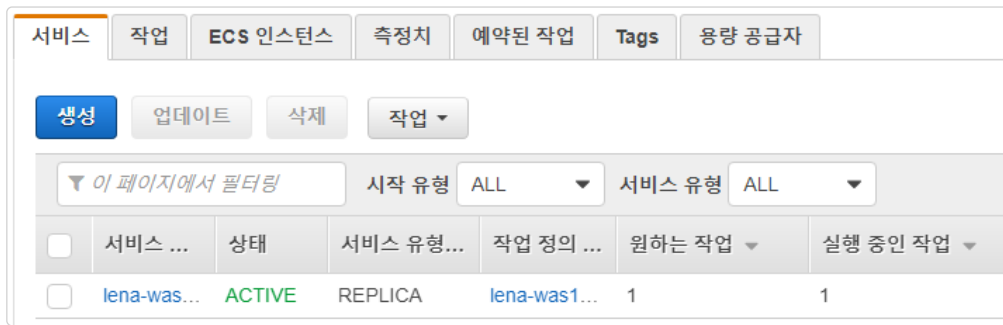 서비스 작업 ECS 인스턴스 측정치 예약된 작업 Tags 용량 공급자
생성 업데이트 삭제 작업
이 페이지에서 필터링 시작 유형 ALL 서비스 유형 ALL
서비스 ... 상태 서비스 유형... 작업 정의 ... 원하는 작업 실행 중인 작업
lena-was... ACTIVE REPLICA lena-was1... 1 1